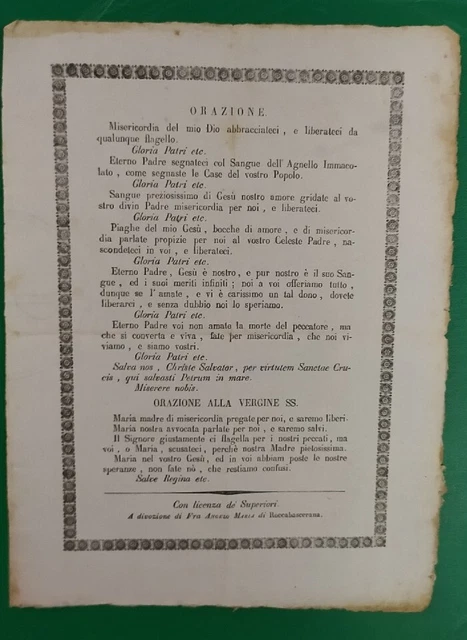 ORAZIONE
Misericordia del mio Dio abbracciateci , e liberateci da
qualunque flagello.
Gloria Patri etc.
Eterno Padre segnateci col Sangue dell' Agnello Immaco-
lato , come segnaste le Case del vostro Popolo.
Gloria Patri etc.
Sangue preziosissimo di Gesù nostro amore gridate al vo-
stro divin Padre misericordia per noi , e liberateci.
Gloria Patri etc.
Piaghe del mio Gesù , bocche di amore , e di misericor-
dia parlate propizie per noi al vostro Celeste Padre , na-
scondeteci in voi , e liberateci.
Gloria Patri etc.
Eterno Padre , Gesù è nostro , e pur nostro è il suo San-
gue , ed i suoi meriti infiniti ; noi a voi offeriamo tutto ,
dunque se l' amate , e vi è carissimo un tal dono , dovete
liberarci , e senza dubbio noi lo speriamo.
Gloria Patri etc.
Eterno Padre voi non amate la morte del peccatore , ma
che si converta e viva , fate per misericordia , che noi vi-
viamo , e siamo vostri.
Gloria Patri etc.
Salva nos , Christe Salvator , per virtutem Sanctae Cru-
cis , qui salvasti Petrum in mare.
Miserere nobis.
ORAZIONE ALLA VERGINE SS.
Maria madre di misericordia pregate per noi , e saremo liberi.
Maria nostra avvocata parlate per noi , e saremo salvi.
Il Signore giustamente ci flagella per i nostri peccati , ma
voi , o Maria , scusateci , perchè nostra Madre pietosissima.
Maria nel vostro Gesù , ed in voi abbiam poste le nostre
speranze , non fate nò , che restiamo confusi.
Salve Regina etc.
Con licenza de' Superiori
A divozione di Fra Angelo Maria di Roccabascerana.